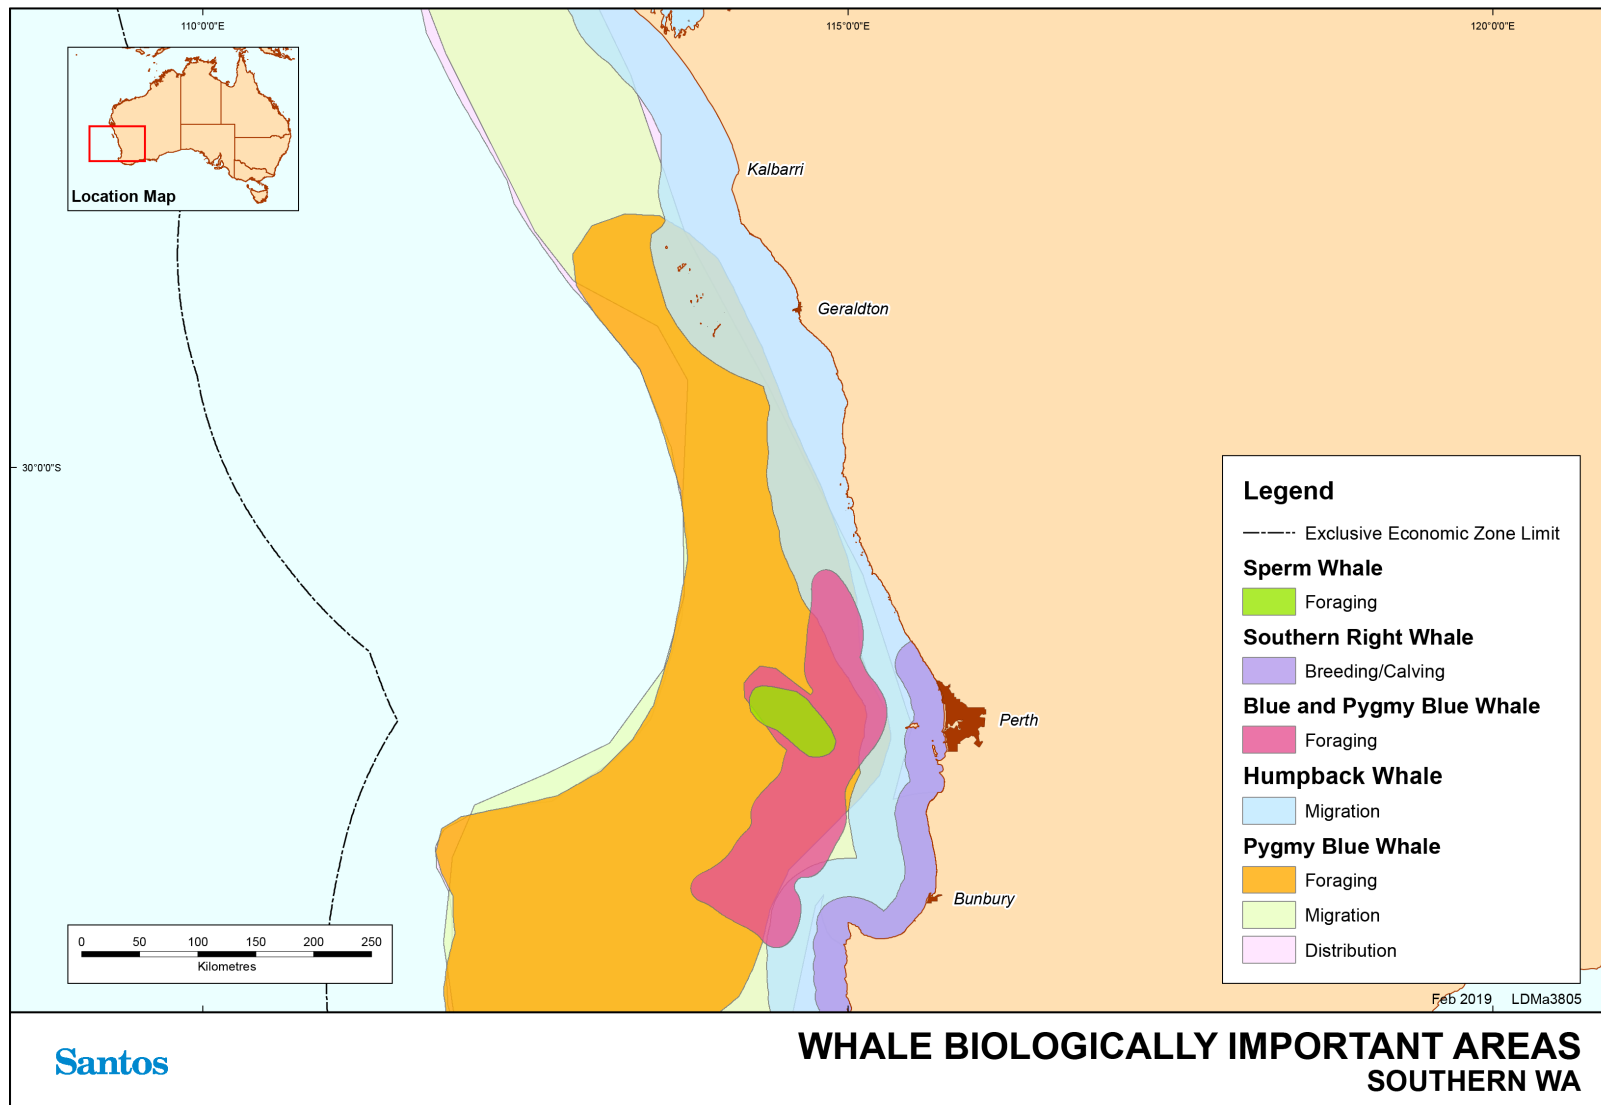 110°0'0"E
115°0'0"E
120°0'0"E
Location Map
Kalbarri
Geraldton
30°0'0"S
Legend
Exclusive Economic Zone Limit
Sperm Whale
Foraging
Southern Right Whale
Breeding/Calving
Blue and Pygmy Blue Whale
Foraging
Humpback Whale
Migration
Pygmy Blue Whale
Foraging
Migration
Distribution
Perth
Bunbury
0 50 100 150 200 250
Kilometres
Feb 2019 LDMa3805
Santos
WHALE BIOLOGICALLY IMPORTANT AREAS
SOUTHERN WA